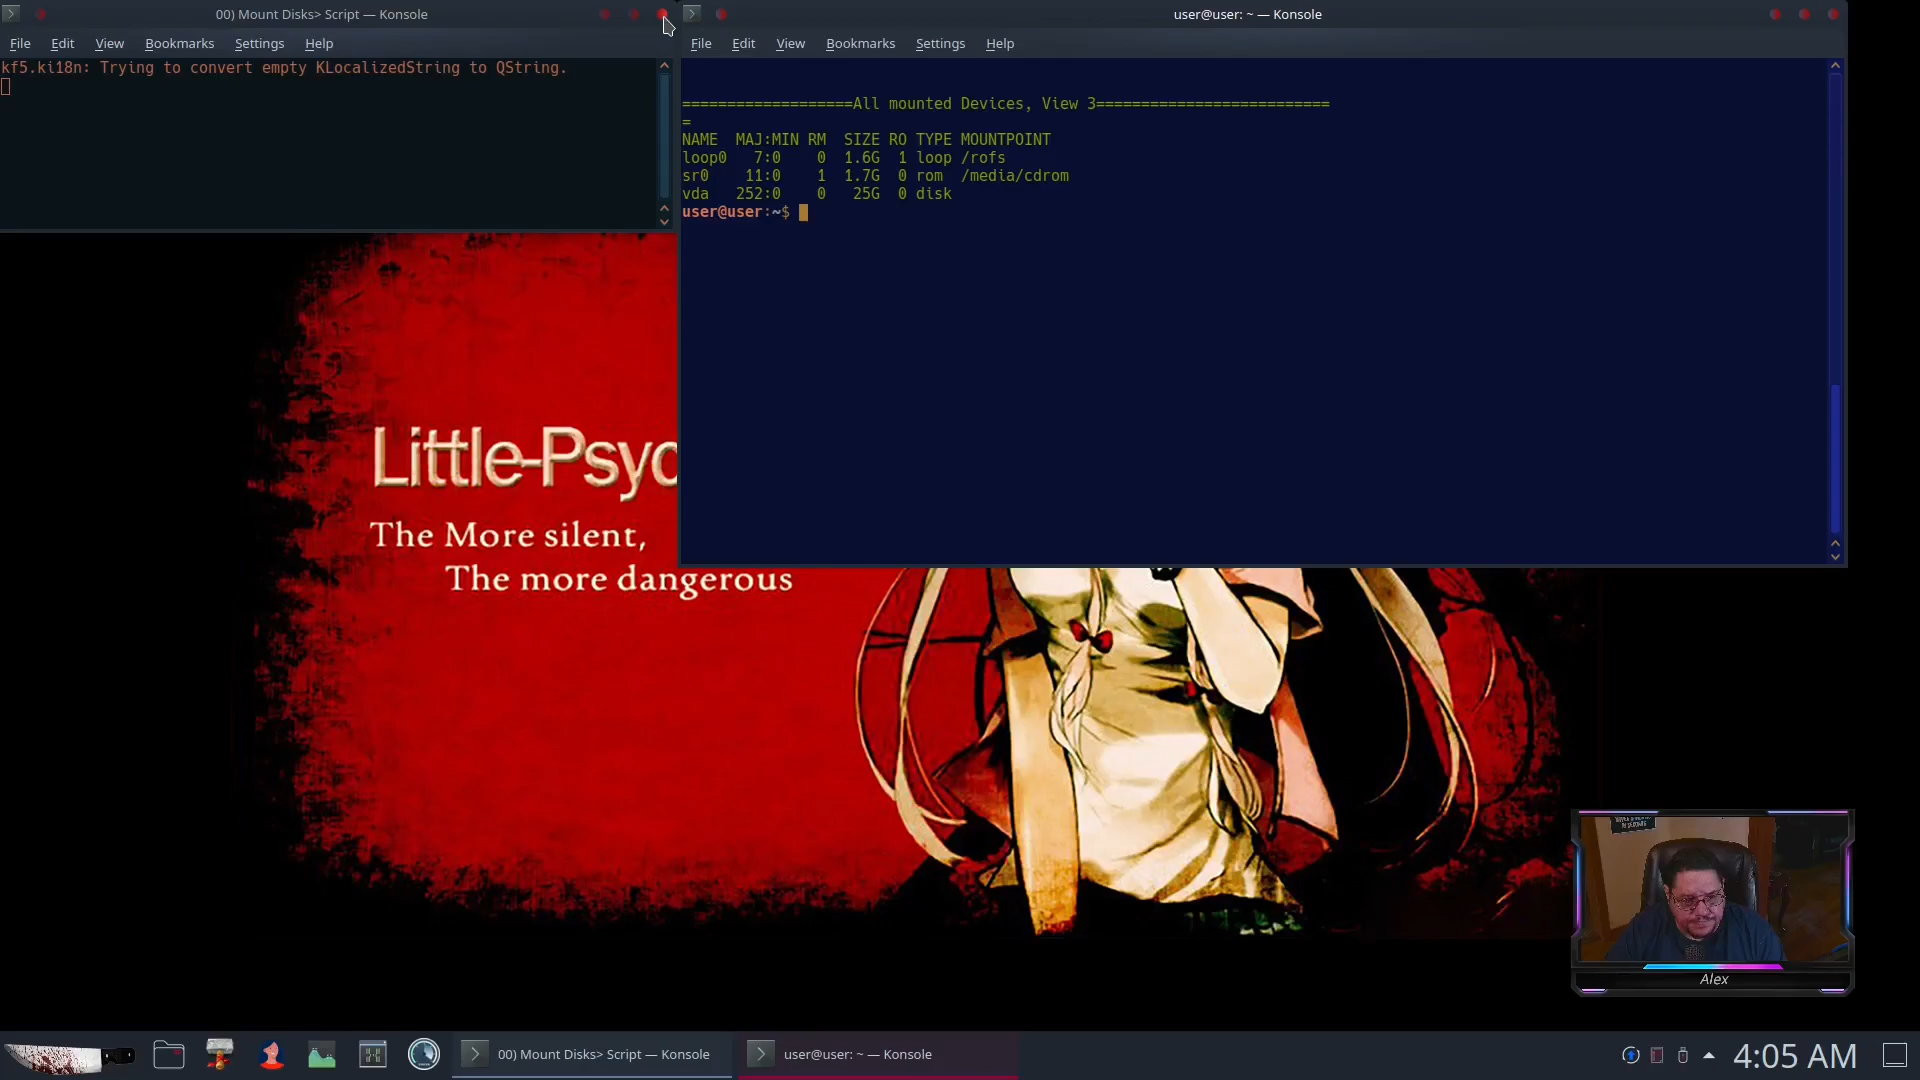 00) Mount Disks> Script — Konsole
File Edit View Bookmarks Settings Help
kf5.ki18n: Trying to convert empty KLocalizedString to QString.
user@user: ~ — Konsole
File Edit View Bookmarks Settings Help
===================All mounted Devices, View 3==========================
=
NAME MAJ:MIN RM SIZE RO TYPE MOUNTPOINT
loop0 7:0 0 1.6G 1 loop /rofs
sr0 11:0 1 1.7G 0 rom /media/cdrom
vda 252:0 0 25G 0 disk
user@user:~$
Little-Psyc
The More silent,
The more dangerous
Alex
00) Mount Disks> Script — Konsole
user@user: ~ — Konsole
4:05 AM